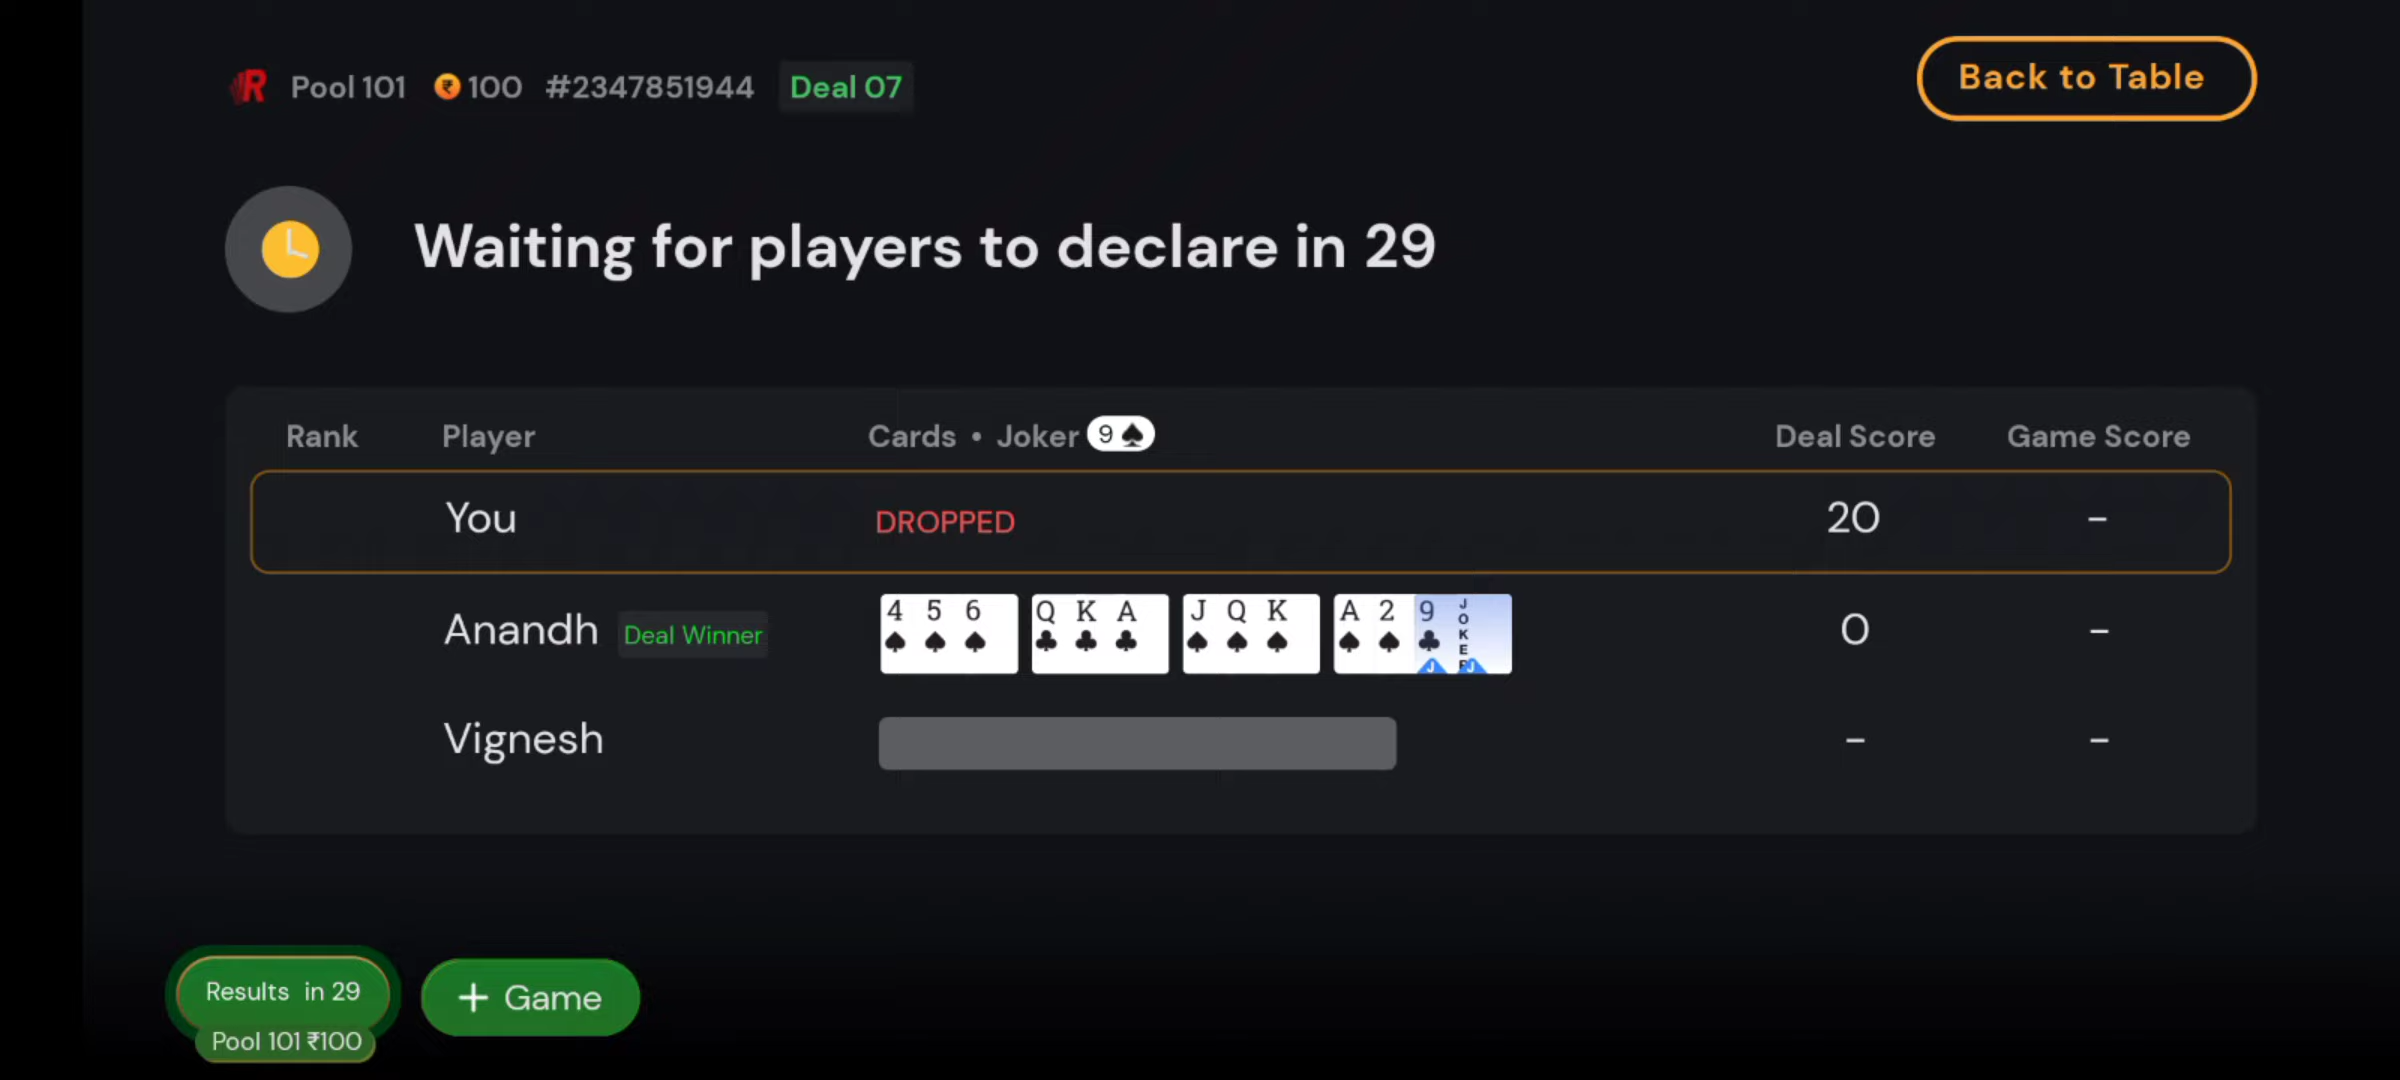 R Pool 101 ₹ 100 #2347851944 Deal 07
Back to Table
Waiting for players to declare in 29
Rank Player Cards • Joker 9♠ Deal Score Game Score
You DROPPED 20 -
Anandh Deal Winner 4♠ 5♠ 6♠ Q♣ K♣ A♣ J♠ Q♠ K♠ A♠ 2♠ 9♣ J JOKER J 0 -
Vignesh - -
Results in 29
+ Game
Pool 101 ₹100